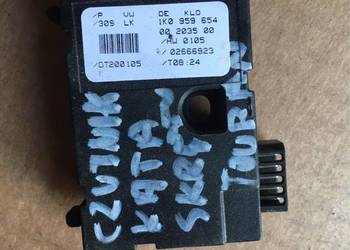 /P VW DE KLO
/309 LK 1K0 959 654
00 2035 00
/HW 0105
/02666923
/DT200105 /T08:24
CZUJNIK
KĄTA
SKRĘTU
TOURAN